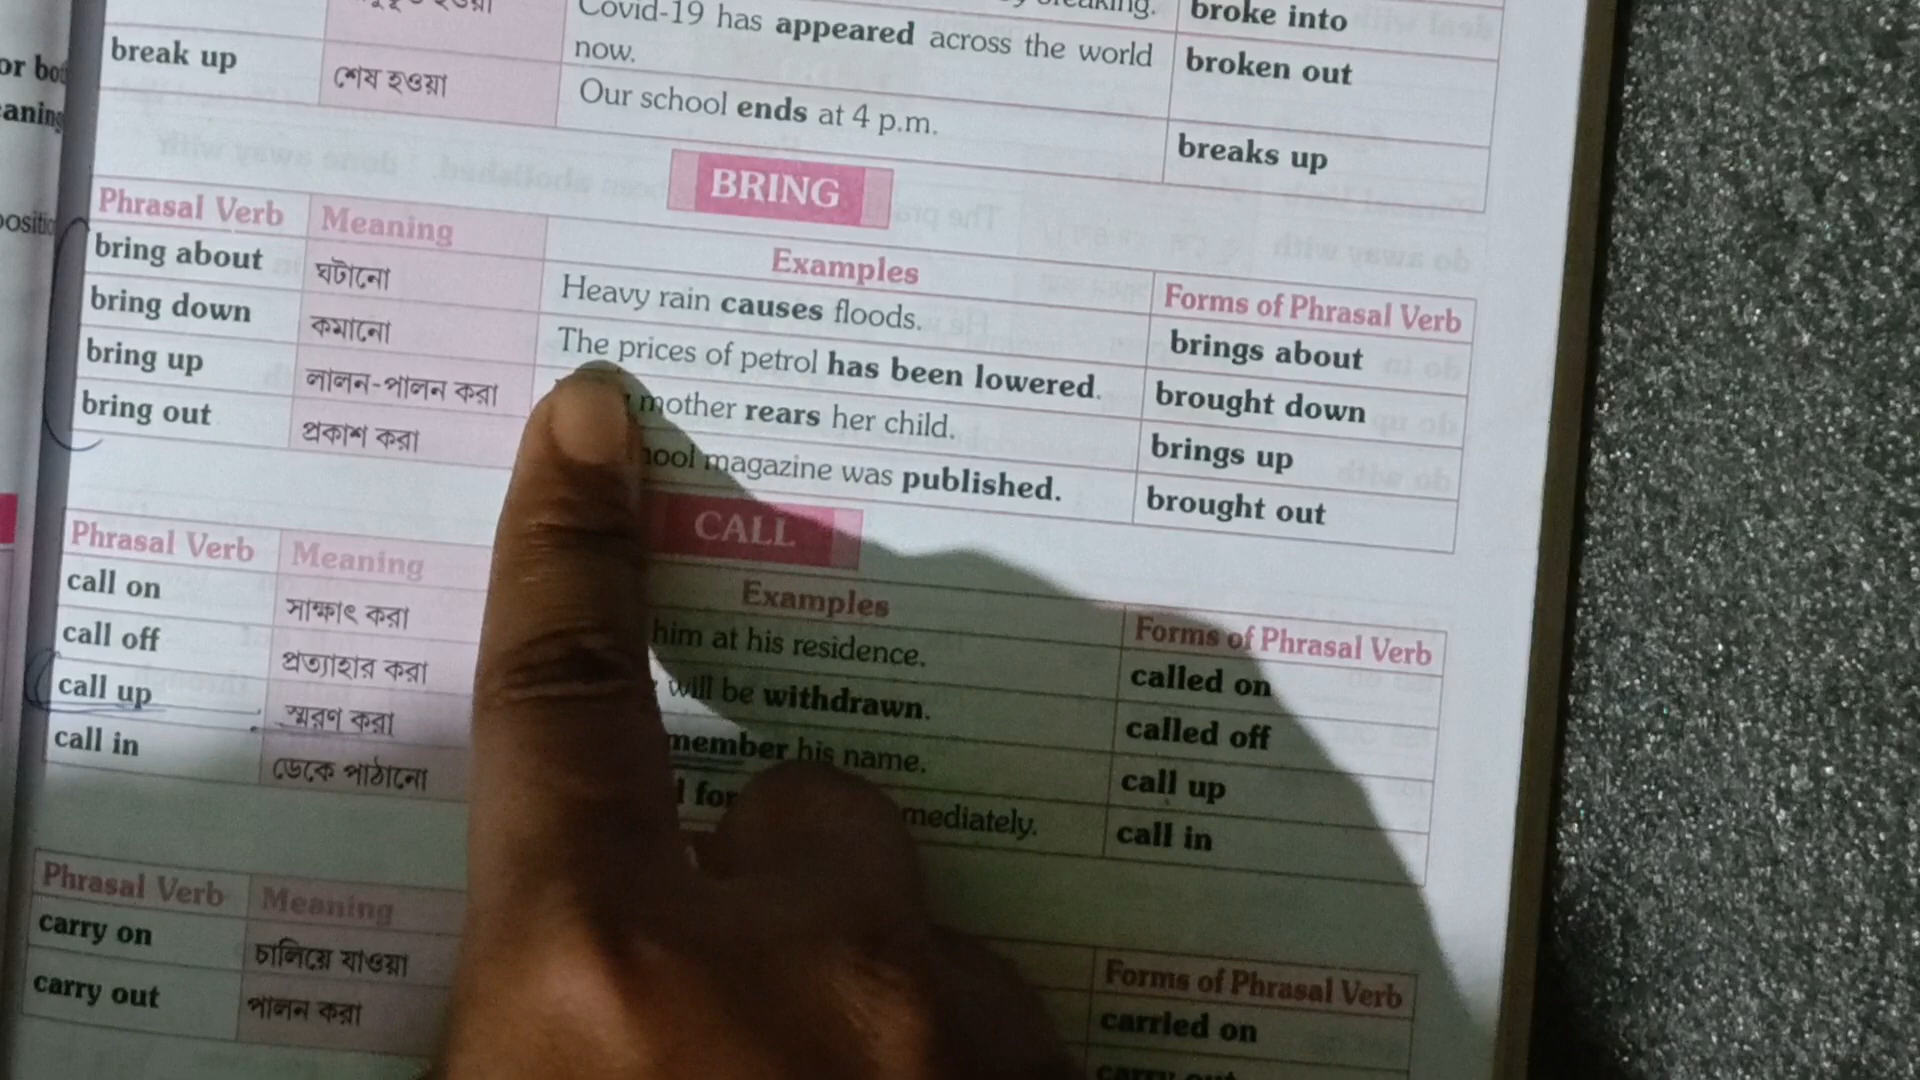 or bo
break up
শেষ হওয়া
Covid-19 has appeared across the world
now.
Our school ends at 4 p.m.
broke into
broken out
breaks up
BRING
Phrasal Verb Meaning Examples Forms of Phrasal Verb
bring about ঘটানো Heavy rain causes floods. brings about
bring down কমানো The prices of petrol has been lowered. brought down
bring up লালন-পালন করা mother rears her child. brings up
bring out প্রকাশ করা magazine was published. brought out
CALL
Phrasal Verb Meaning Examples Forms of Phrasal Verb
call on সাক্ষাৎ করা him at his residence. called on
call off প্রত্যাহার করা will be withdrawn. called off
call up স্মরণ করা his name. call up
call in ডেকে পাঠানো for call in
Phrasal Verb Meaning Forms of Phrasal Verb
carry on চালিয়ে যাওয়া carried on
carry out পালন করা